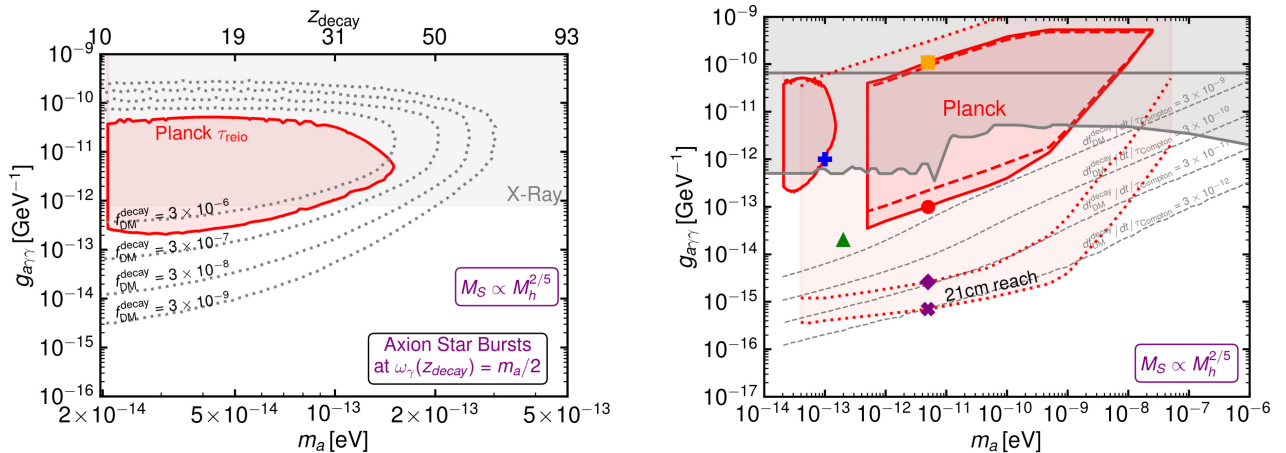 z_decay
10 19 31 50 93
10⁻⁹
10⁻¹⁰
10⁻¹¹
10⁻¹²
10⁻¹³
10⁻¹⁴
10⁻¹⁵
10⁻¹⁶
g_aγγ [GeV⁻¹]
Planck τ_reio
X-Ray
f_DM^decay = 3 × 10⁻⁶
f_DM^decay = 3 × 10⁻⁷
f_DM^decay = 3 × 10⁻⁸
f_DM^decay = 3 × 10⁻⁹
M_S ∝ M_h^{2/5}
Axion Star Bursts
at ω_γ(z_decay) = m_a/2
2×10⁻¹⁴ 5×10⁻¹⁴ 10⁻¹³ 2×10⁻¹³ 5×10⁻¹³
m_a [eV]
10⁻⁹
10⁻¹⁰
10⁻¹¹
10⁻¹²
10⁻¹³
10⁻¹⁴
10⁻¹⁵
10⁻¹⁶
10⁻¹⁷
g_aγγ [GeV⁻¹]
Planck
df_DM^decay / dt / τ_Compton = 3 × 10⁻⁹
df_DM^decay / dt / τ_Compton = 3 × 10⁻¹⁰
df_DM^decay / dt / τ_Compton = 3 × 10⁻¹¹
df_DM^decay / dt / τ_Compton = 3 × 10⁻¹²
21cm reach
M_S ∝ M_h^{2/5}
10⁻¹⁴ 10⁻¹³ 10⁻¹² 10⁻¹¹ 10⁻¹⁰ 10⁻⁹ 10⁻⁸ 10⁻⁷ 10⁻⁶
m_a [eV]